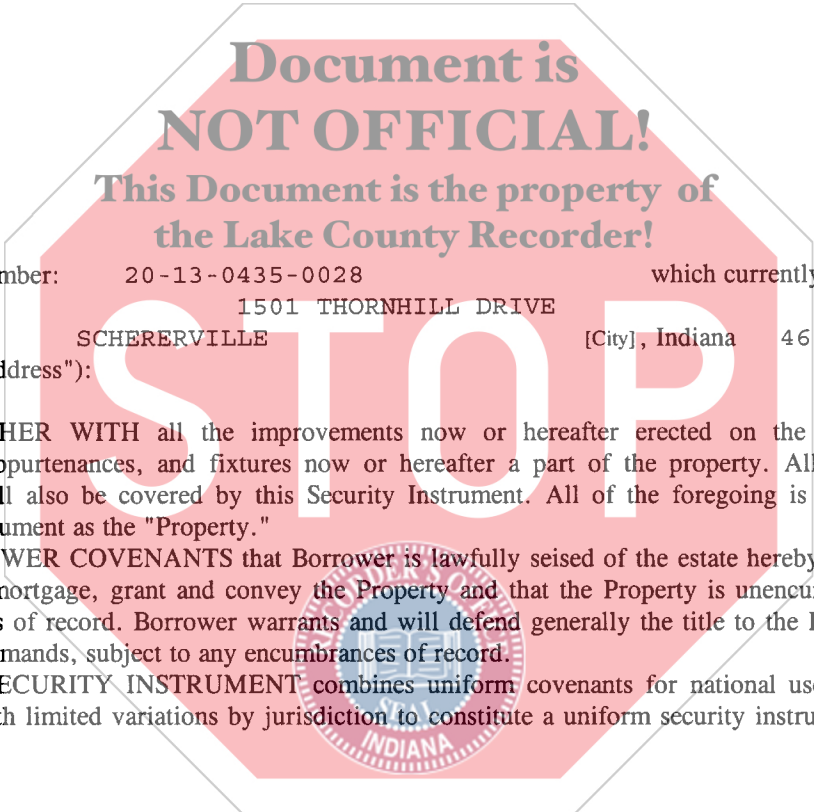 Document is
NOT OFFICIAL!
This Document is the property of
the Lake County Recorder!
mber: 20-13-0435-0028 which currently
1501 THORNHILL DRIVE
SCHERERVILLE [City], Indiana 46
ddress"):
HER WITH all the improvements now or hereafter erected on the
ppurtenances, and fixtures now or hereafter a part of the property. All
ll also be covered by this Security Instrument. All of the foregoing is
ument as the "Property."
WER COVENANTS that Borrower is lawfully seised of the estate hereby
mortgage, grant and convey the Property and that the Property is unencu
s of record. Borrower warrants and will defend generally the title to the
mands, subject to any encumbrances of record.
ECURITY INSTRUMENT combines uniform covenants for national use
th limited variations by jurisdiction to constitute a uniform security instru
STOP
RECORDER'S OFFICE
SEAL
INDIANA